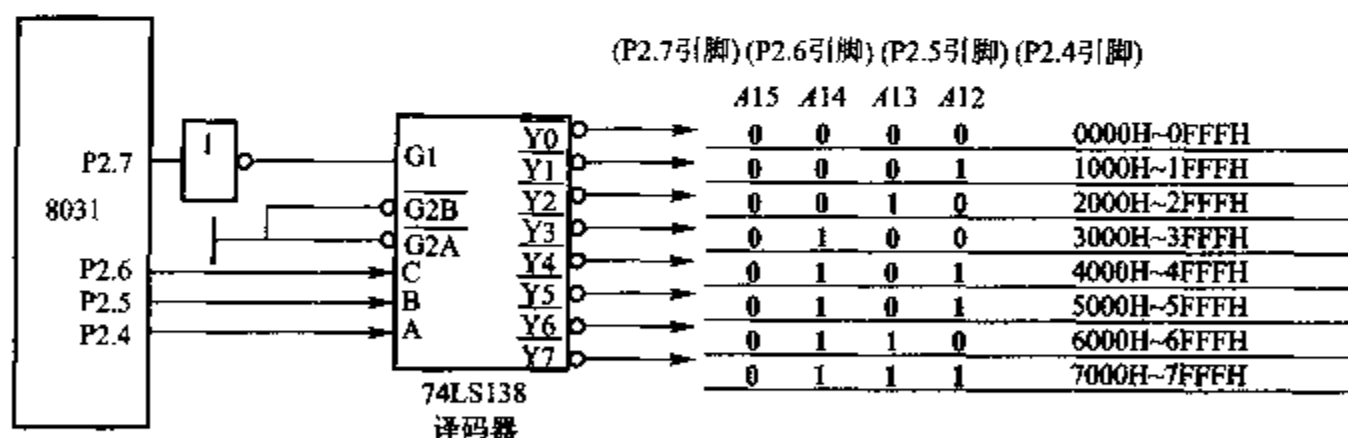 (P2.7引脚)(P2.6引脚)(P2.5引脚)(P2.4引脚)
A15 A14 A13 A12
8031
P2.7
P2.6
P2.5
P2.4
1
G1
G2B
G2A
C
B
A
Y0
Y1
Y2
Y3
Y4
Y5
Y6
Y7
74LS138
译码器
0 0 0 0 0000H~0FFFH
0 0 0 1 1000H~1FFFH
0 0 1 0 2000H~2FFFH
0 1 0 0 3000H~3FFFH
0 1 0 1 4000H~4FFFH
0 1 0 1 5000H~5FFFH
0 1 1 0 6000H~6FFFH
0 1 1 1 7000H~7FFFH